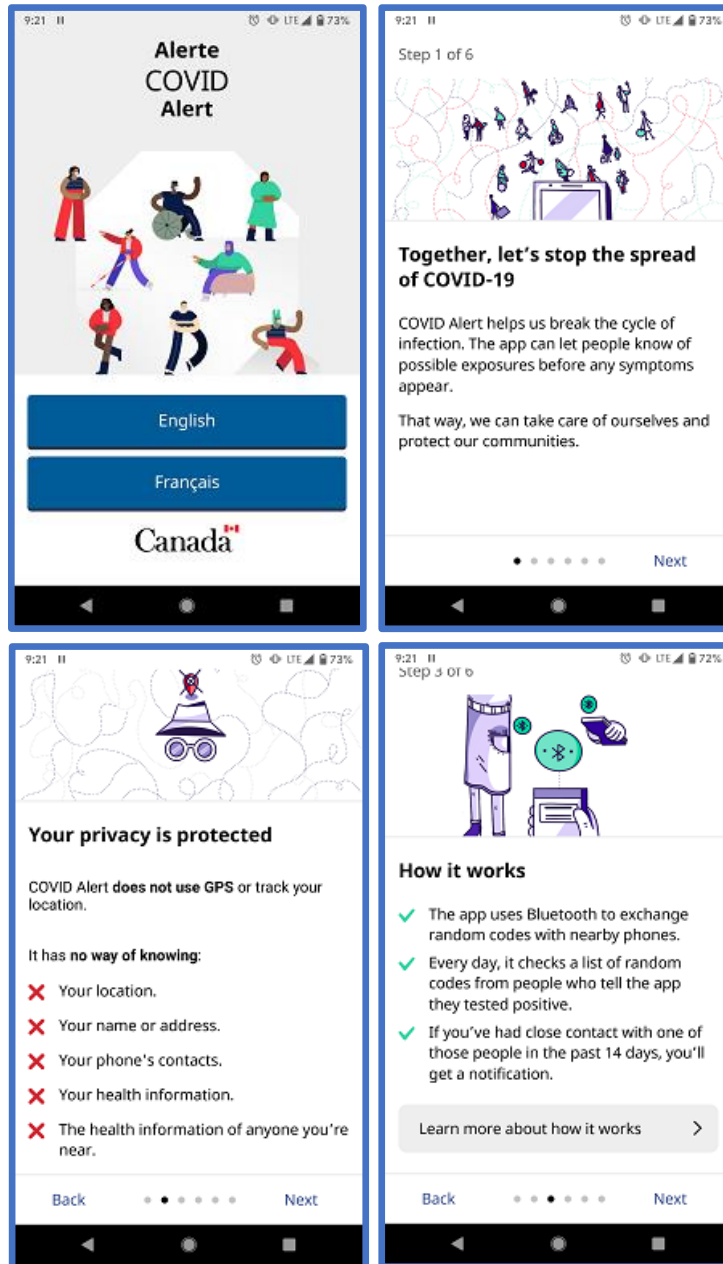 9:21 LTE 73%
Alerte
COVID
Alert
English
Français
Canada
9:21 LTE 73%
Step 1 of 6
Together, let's stop the spread
of COVID-19
COVID Alert helps us break the cycle of
infection. The app can let people know of
possible exposures before any symptoms
appear.
That way, we can take care of ourselves and
protect our communities.
Next
9:21 LTE 73%
Your privacy is protected
COVID Alert does not use GPS or track your
location.
It has no way of knowing:
Your location.
Your name or address.
Your phone's contacts.
Your health information.
The health information of anyone you're
near.
Back Next
9:21 LTE 72%
Step 3 of 6
How it works
The app uses Bluetooth to exchange
random codes with nearby phones.
Every day, it checks a list of random
codes from people who tell the app
they tested positive.
If you've had close contact with one of
those people in the past 14 days, you'll
get a notification.
Learn more about how it works
Back Next